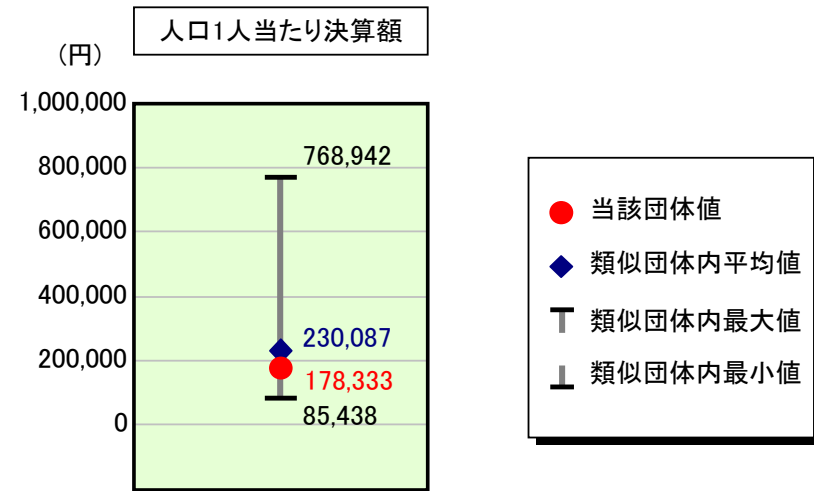 人口1人当たり決算額
(円)
1,000,000
800,000
600,000
400,000
200,000
0
768,942
230,087
178,333
85,438
当該団体値
類似団体内平均値
類似団体内最大値
類似団体内最小値